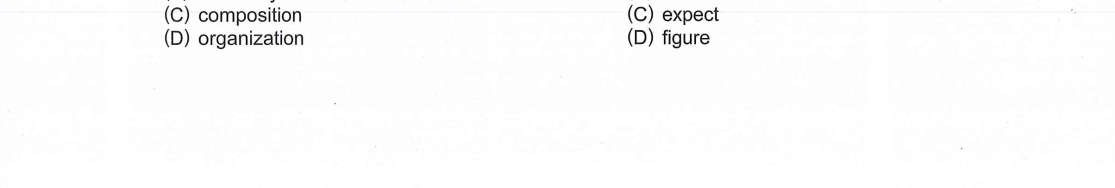 (C) composition
(D) organization
(C) expect
(D) figure